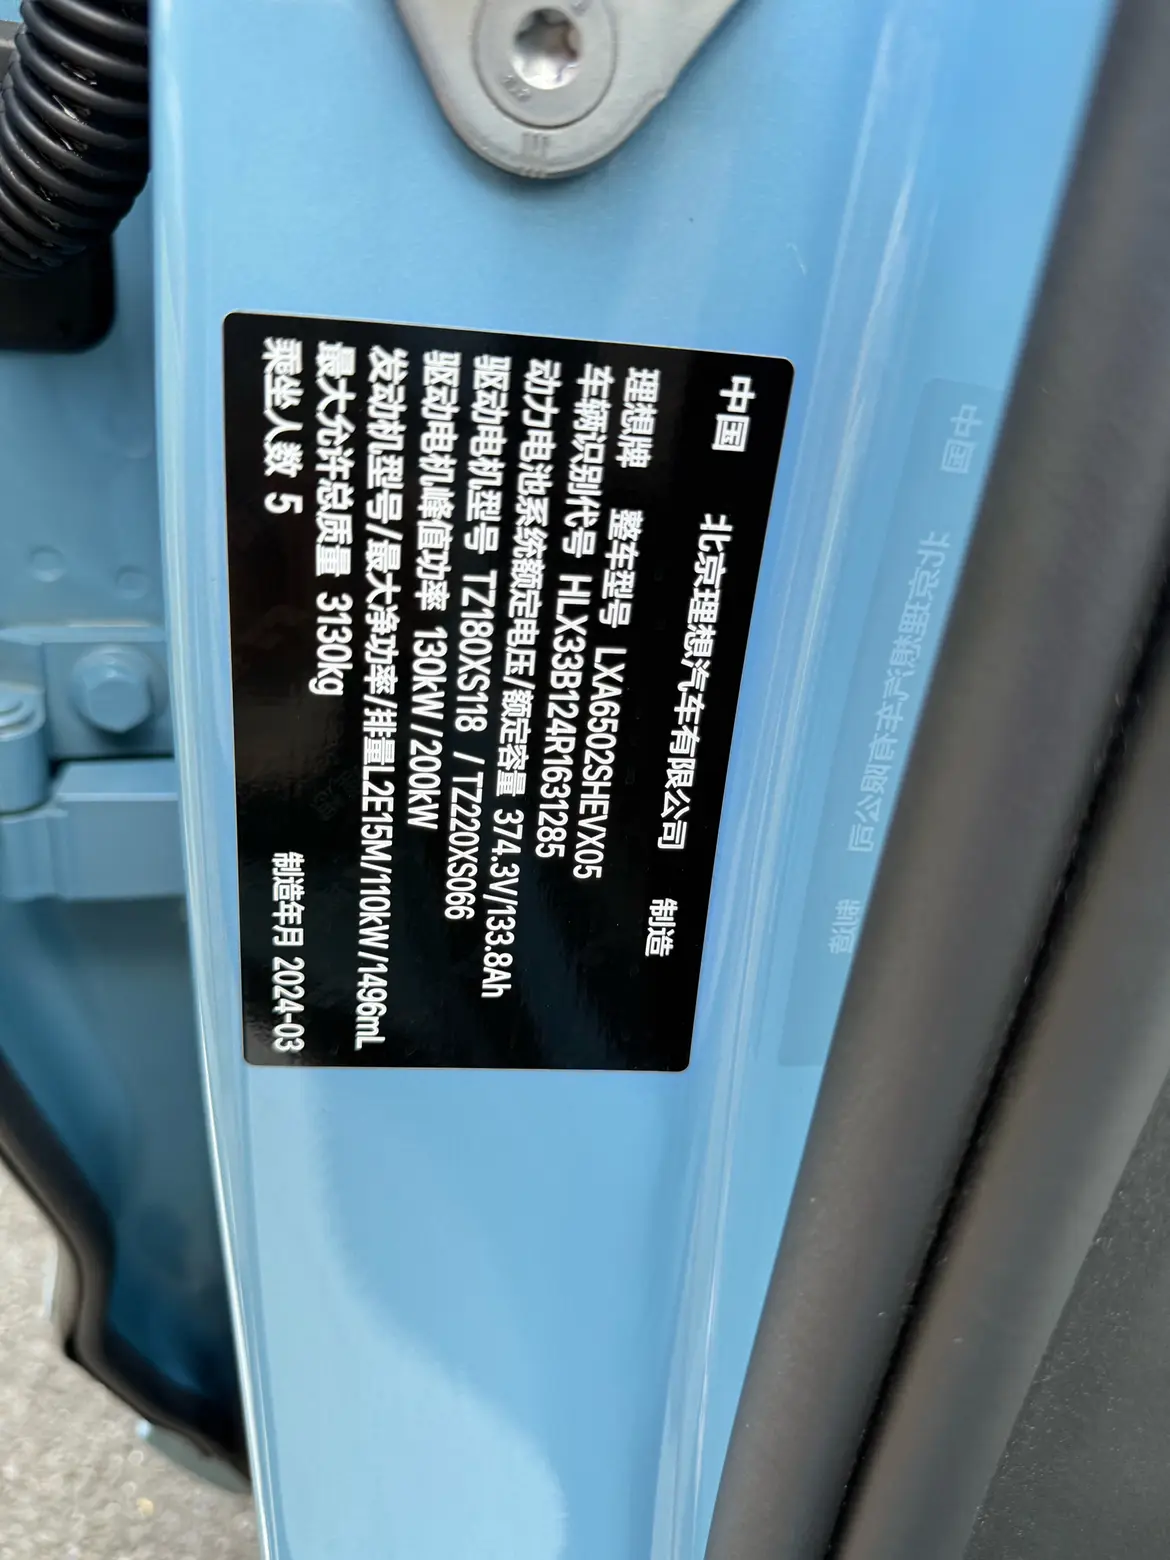 中国 北京理想汽车有限公司 制造
理想牌 整车型号 LXA6502SHEVX05
车辆识别代号 HLX33B124R1631285
动力电池系统额定电压/额定容量 374.3V/133.8Ah
驱动电机型号 TZ180XS118 / TZ220XS066
驱动电机峰值功率 130kW / 200kW
发动机型号/最大净功率/排量L2E15M/110kW/1496mL
最大允许总质量 3130kg
乘坐人数 5 制造年月 2024-03